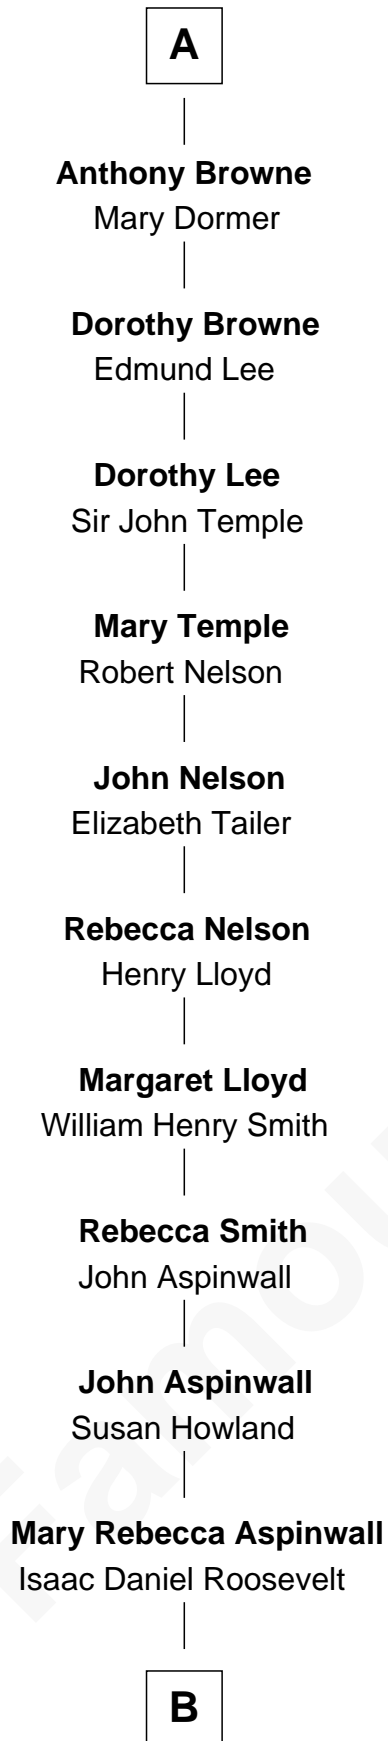 A
Anthony Browne
Mary Dormer
Dorothy Browne
Edmund Lee
Dorothy Lee
Sir John Temple
Mary Temple
Robert Nelson
John Nelson
Elizabeth Tailer
Rebecca Nelson
Henry Lloyd
Margaret Lloyd
William Henry Smith
Rebecca Smith
John Aspinwall
John Aspinwall
Susan Howland
Mary Rebecca Aspinwall
Isaac Daniel Roosevelt
B
Famou